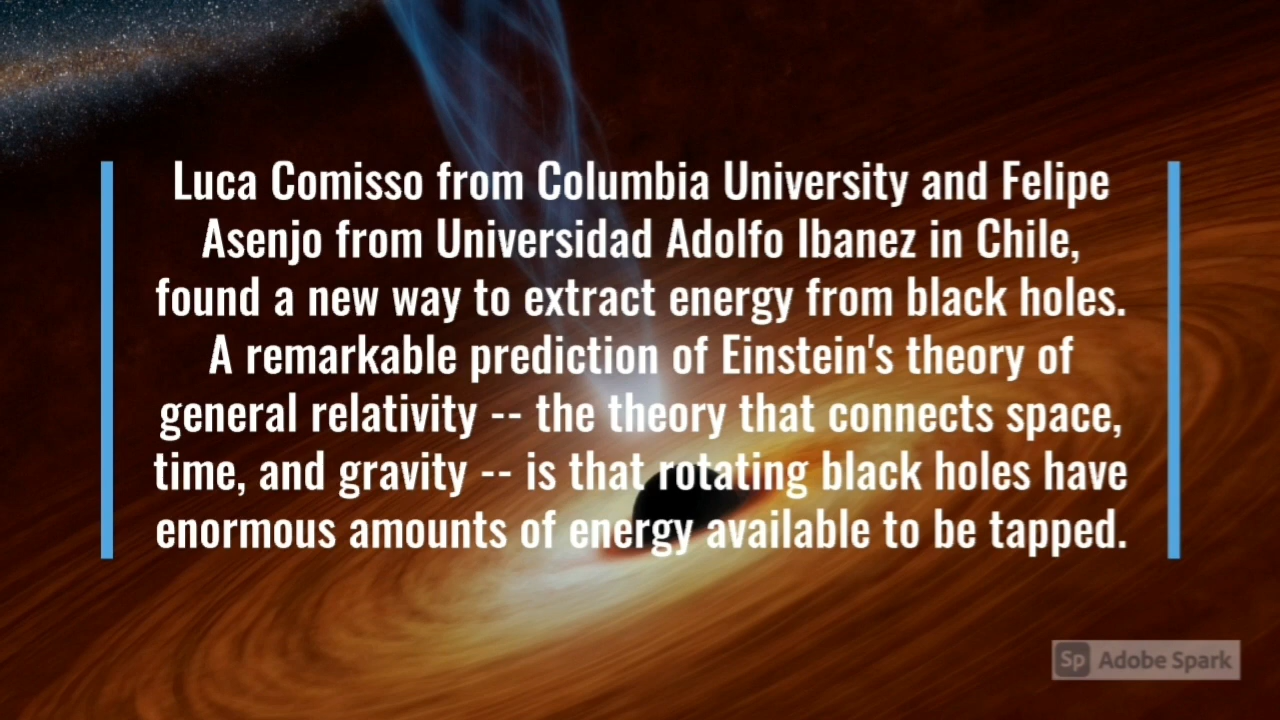 Luca Comisso from Columbia University and Felipe
Asenjo from Universidad Adolfo Ibanez in Chile,
found a new way to extract energy from black holes.
A remarkable prediction of Einstein's theory of
general relativity -- the theory that connects space,
time, and gravity -- is that rotating black holes have
enormous amounts of energy available to be tapped.
Sp Adobe Spark